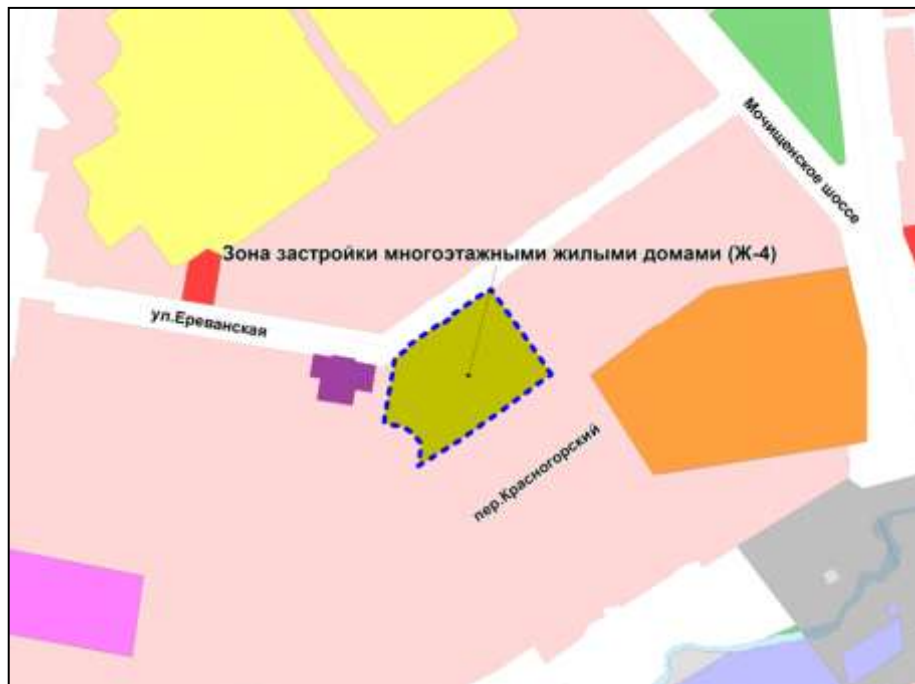 Мочищенское шоссе
Зона застройки многоэтажными жилыми домами (Ж-4)
ул.Ереванская
пер.Красногорский